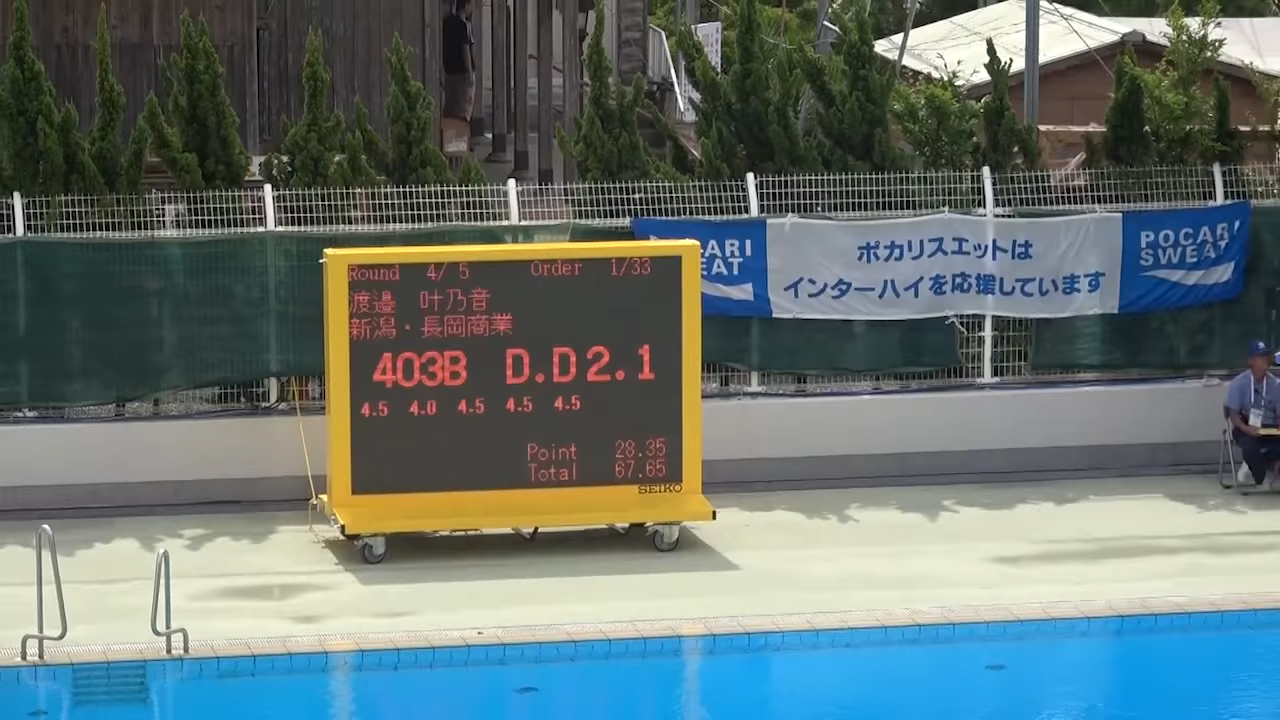 Round 4/ 5 Order 1/33
渡邉 叶乃音
新潟・長岡商業
403B D.D 2.1
4.5 4.0 4.5 4.5 4.5
Point 28.35
Total 67.65
SEIKO
CARI
EAT
ポカリスエットは
インターハイを応援しています
POCARI
SWEAT